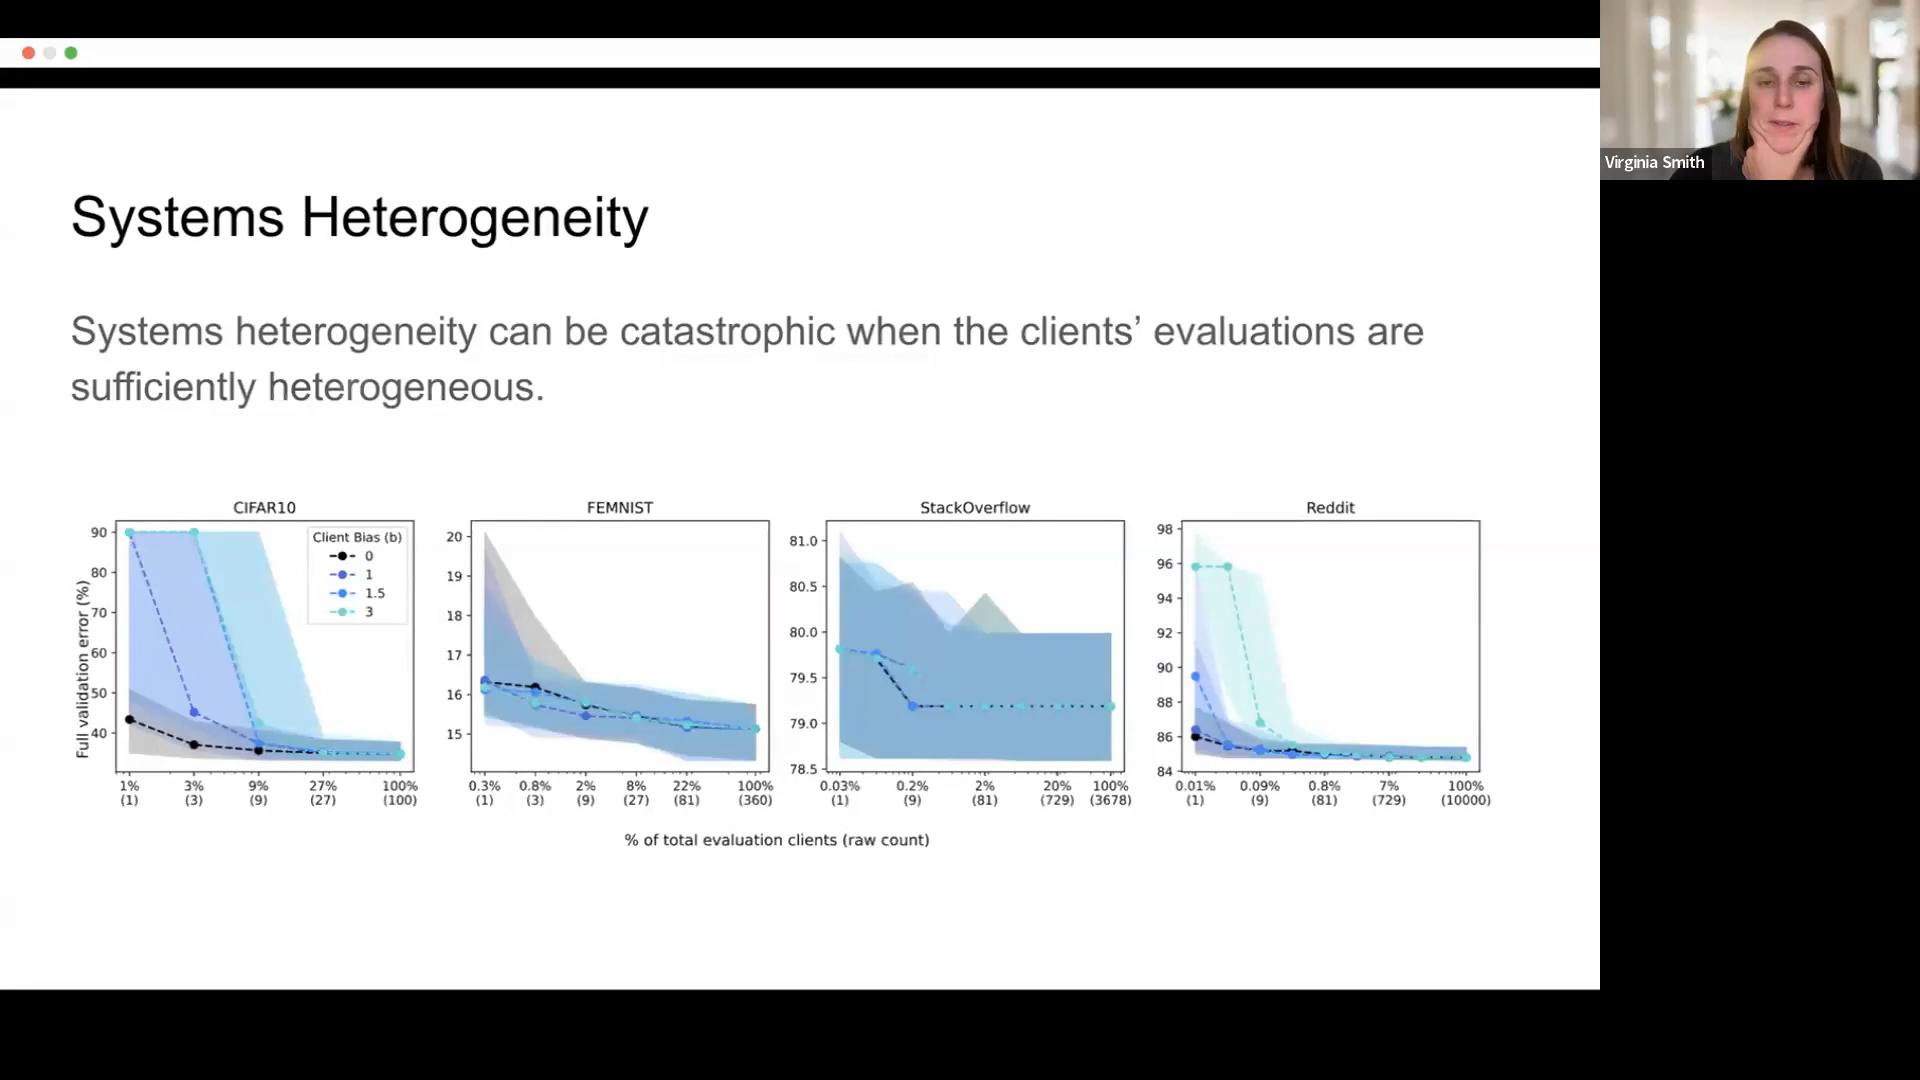 Virginia Smith
Systems Heterogeneity
Systems heterogeneity can be catastrophic when the clients’ evaluations are
sufficiently heterogeneous.
CIFAR10
Full validation error (%)
90
80
70
60
50
40
Client Bias (b)
0
1
1.5
3
1% 3% 9% 27% 100%
(1) (3) (9) (27) (100)
FEMNIST
20
19
18
17
16
15
0.3% 0.8% 2% 8% 22% 100%
(1) (3) (9) (27) (81) (360)
StackOverflow
81.0
80.5
80.0
79.5
79.0
78.5
0.03% 0.2% 2% 20% 100%
(1) (9) (81) (729) (3678)
Reddit
98
96
94
92
90
88
86
84
0.01% 0.09% 0.8% 7% 100%
(1) (9) (81) (729) (10000)
% of total evaluation clients (raw count)